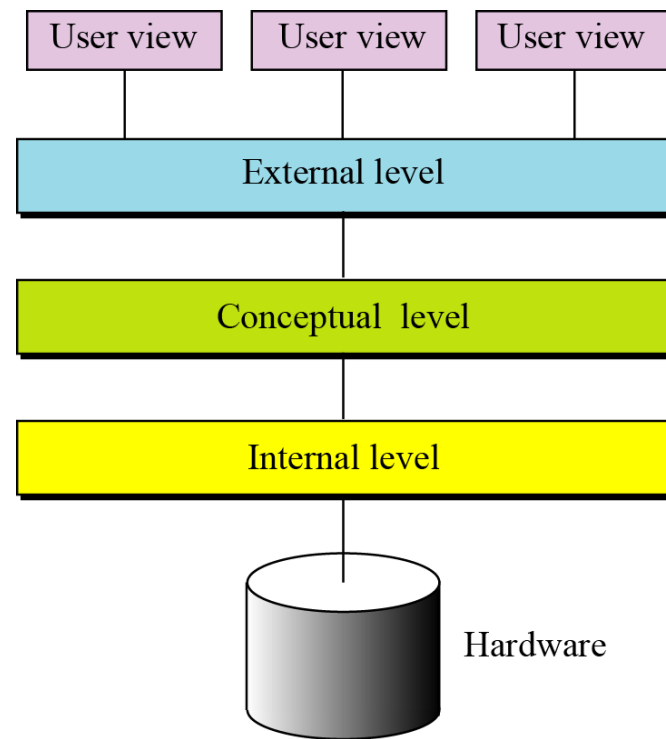 User view
User view
User view
External level
Conceptual level
Internal level
Hardware